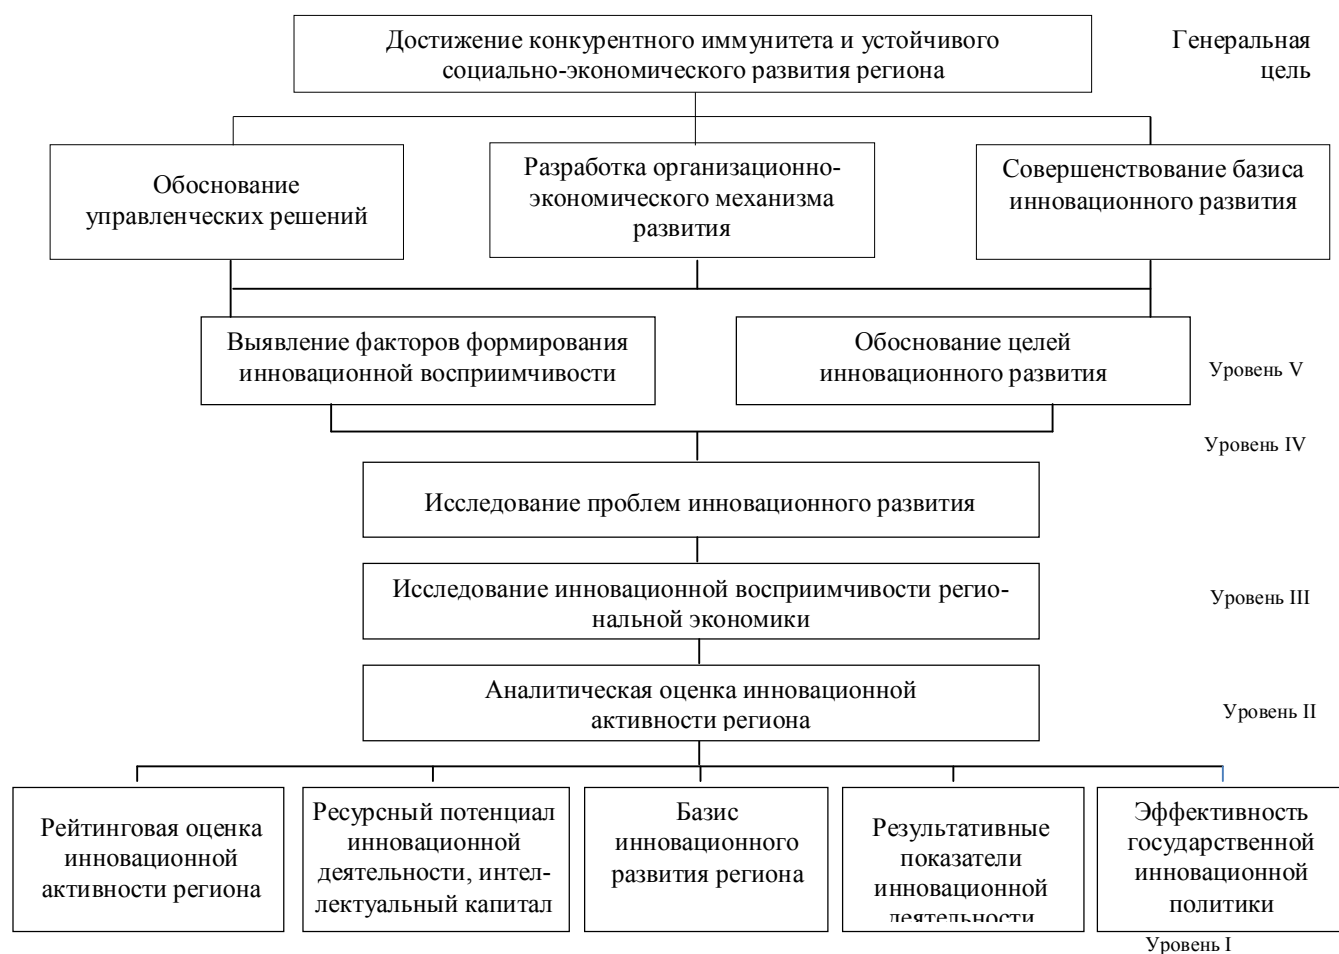 Достижение конкурентного иммунитета и устойчивого
социально-экономического развития региона
Генеральная
цель
Обоснование
управленческих решений
Разработка организационно-
экономического механизма
развития
Совершенствование базиса
инновационного развития
Выявление факторов формирования
инновационной восприимчивости
Обоснование целей
инновационного развития
Уровень V
Уровень IV
Исследование проблем инновационного развития
Исследование инновационной восприимчивости регио-
нальной экономики
Уровень III
Аналитическая оценка инновационной
активности региона
Уровень II
Рейтинговая оценка
инновационной
активности региона
Ресурсный потенциал
инновационной
деятельности, интел-
лектуальный капитал
Базис
инновационного
развития региона
Результативные
показатели
инновационной
деятельности
Эффективность
государственной
инновационной
политики
Уровень I